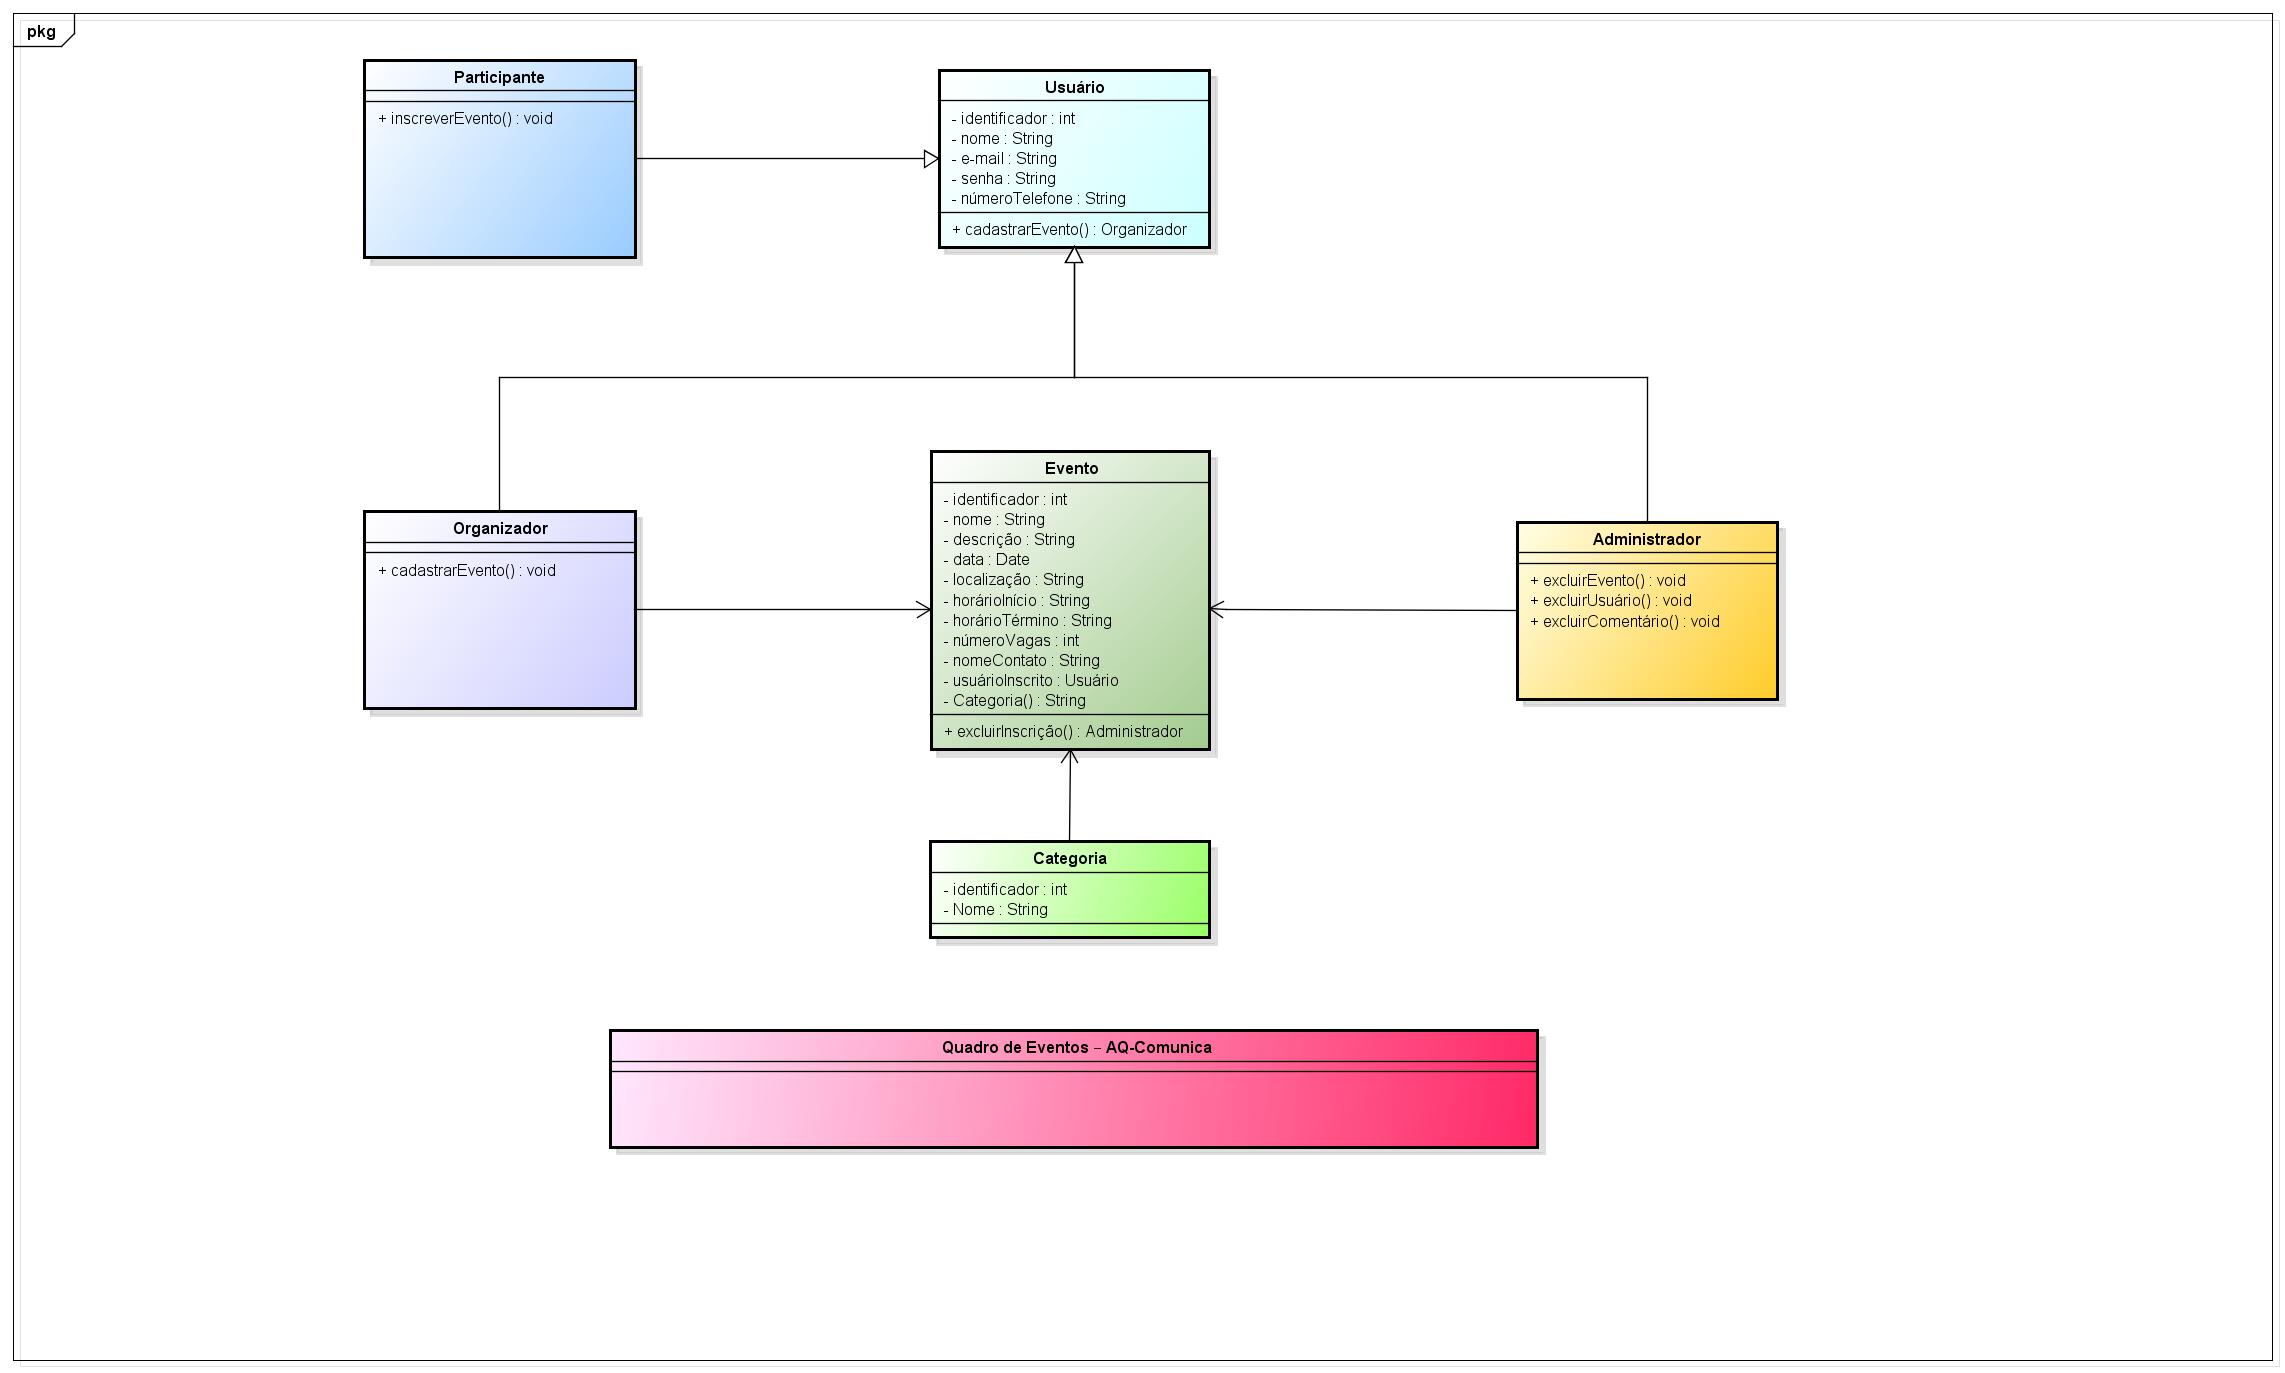 pkg
Participante
+ inscreverEvento() : void
Usuário
- identificador : int
- nome : String
- e-mail : String
- senha : String
- númeroTelefone : String
+ cadastrarEvento() : Organizador
Organizador
+ cadastrarEvento() : void
Evento
- identificador : int
- nome : String
- descrição : String
- data : Date
- localização : String
- horárioInício : String
- horárioTérmino : String
- númeroVagas : int
- nomeContato : String
- usuárioInscrito : Usuário
- Categoria() : String
+ excluirInscrição() : Administrador
Administrador
+ excluirEvento() : void
+ excluirUsuário() : void
+ excluirComentário() : void
Categoria
- identificador : int
- Nome : String
Quadro de Eventos – AQ-Comunica